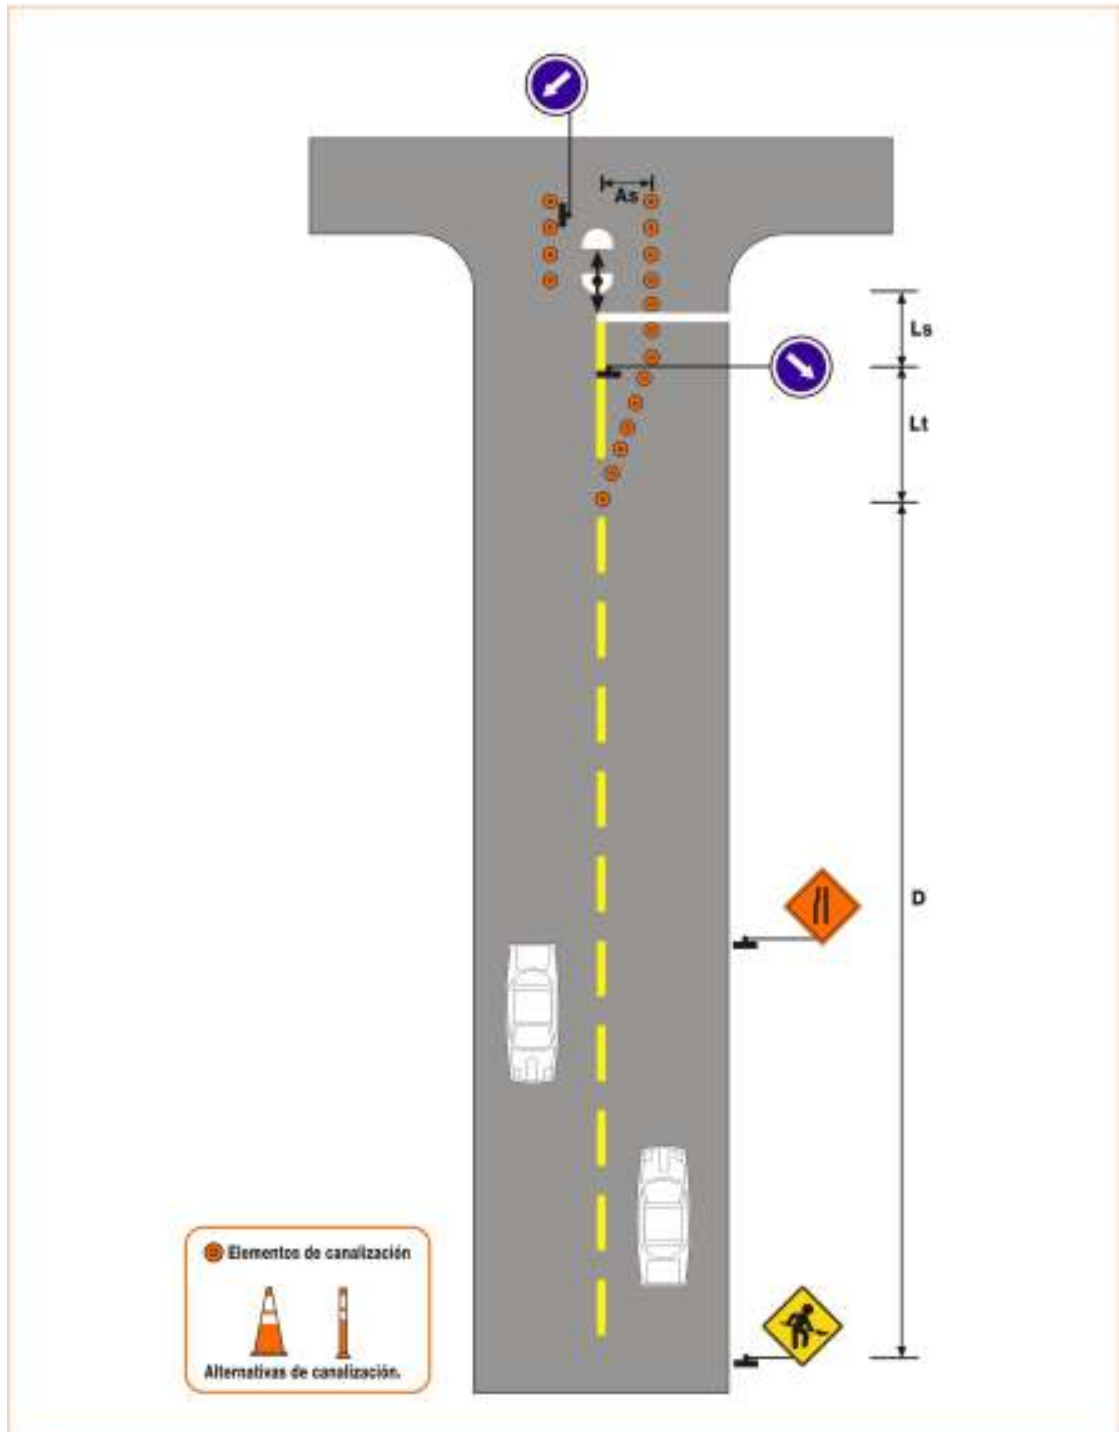 As
Ls
Lt
D
Elementos de canalización
Alternativas de canalización.